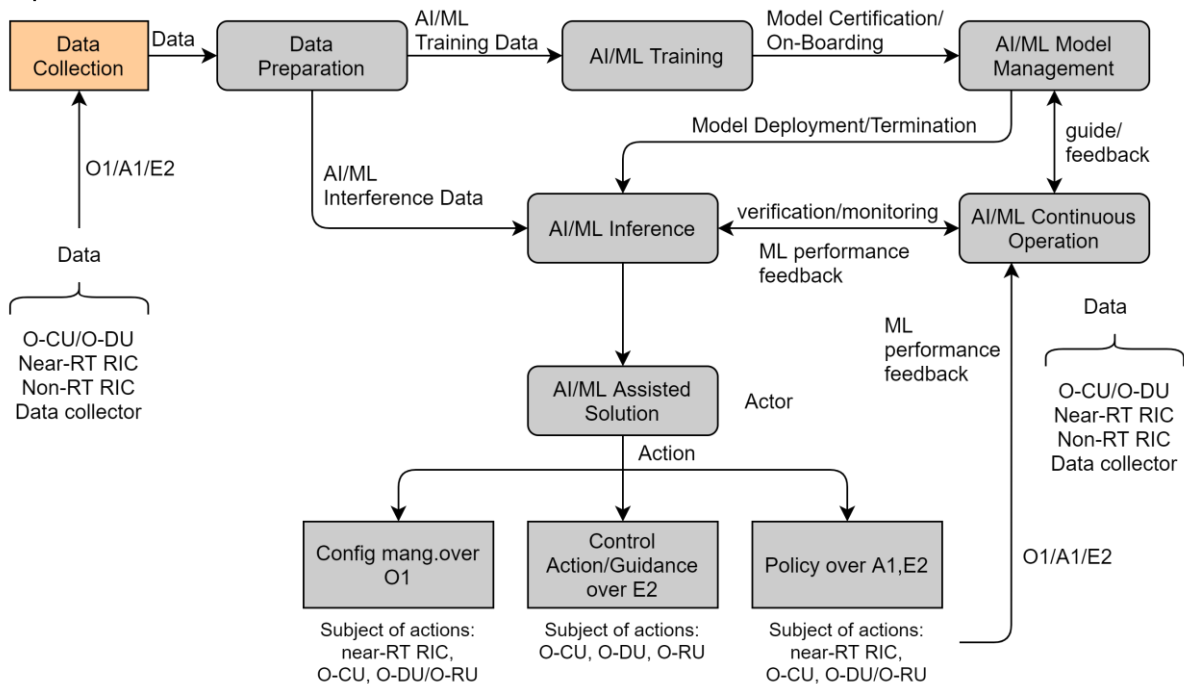 Data
Collection
Data
Data
Preparation
AI/ML
Training Data
AI/ML Training
Model Certification/
On-Boarding
AI/ML Model
Management
O1/A1/E2
AI/ML
Interference Data
Model Deployment/Termination
guide/
feedback
AI/ML Inference
verification/monitoring
ML performance
feedback
AI/ML Continuous
Operation
Data
O-CU/O-DU
Near-RT RIC
Non-RT RIC
Data collector
ML
performance
feedback
Data
O-CU/O-DU
Near-RT RIC
Non-RT RIC
Data collector
AI/ML Assisted
Solution
Actor
Action
Config mang.over
O1
Control
Action/Guidance
over E2
Policy over A1,E2
O1/A1/E2
Subject of actions:
near-RT RIC,
O-CU, O-DU/O-RU
Subject of actions:
O-CU, O-DU, O-RU
Subject of actions:
near-RT RIC,
O-CU, O-DU/O-RU